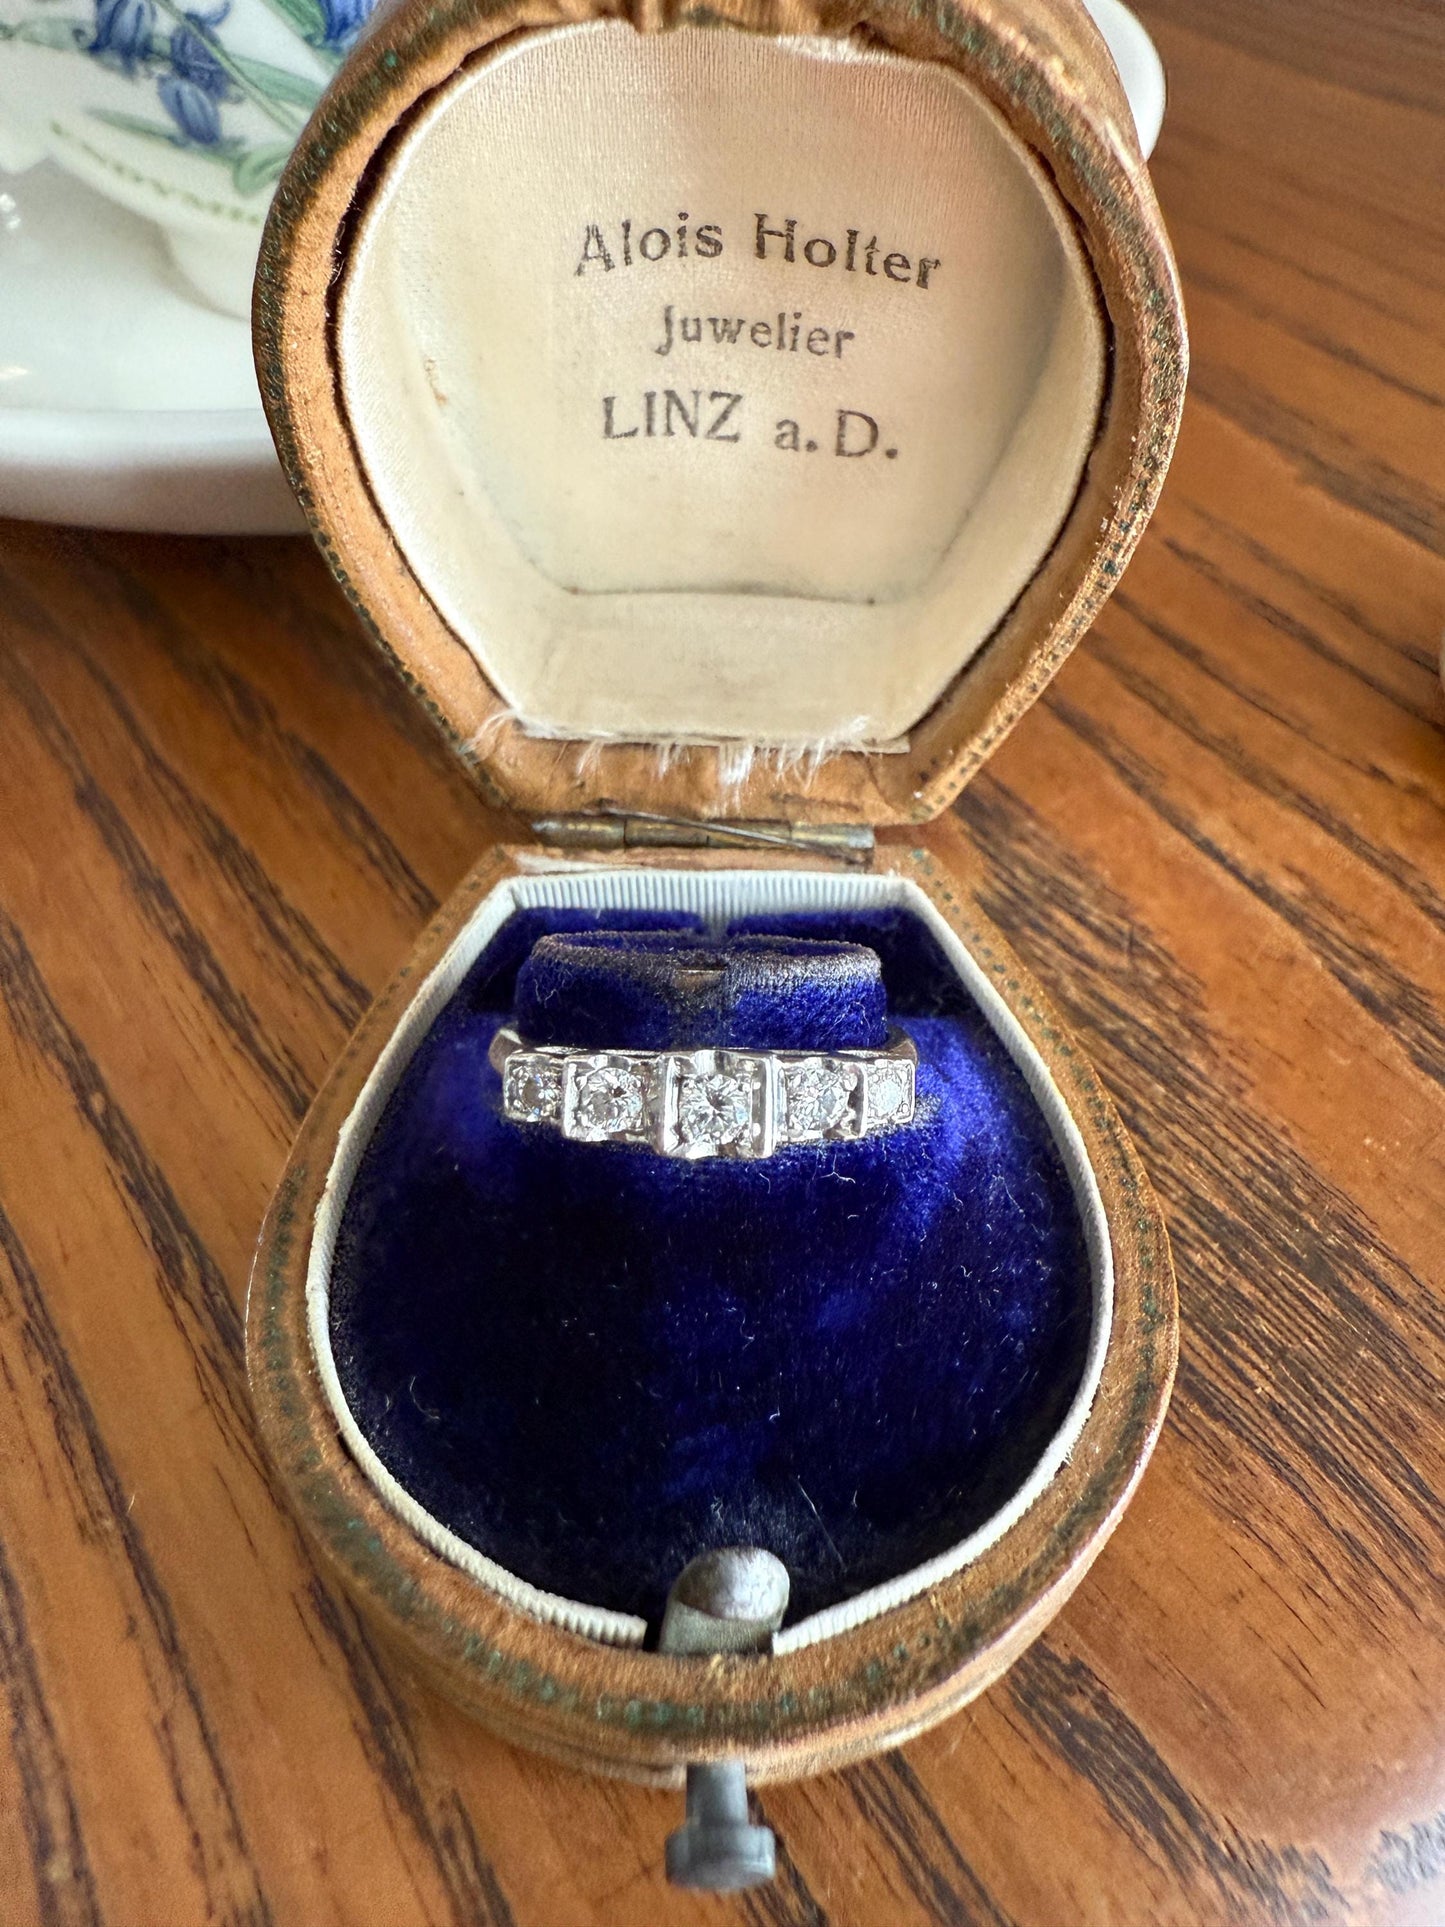 Alois Holter
Juwelier
LINZ a. D.